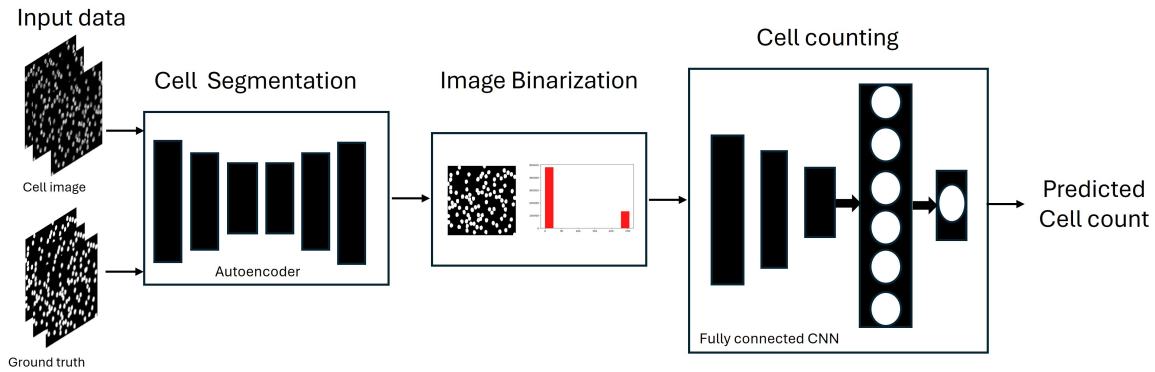 Input data
Cell image
Ground truth
Cell Segmentation
Autoencoder
Image Binarization
Cell counting
Fully connected CNN
Predicted
Cell count